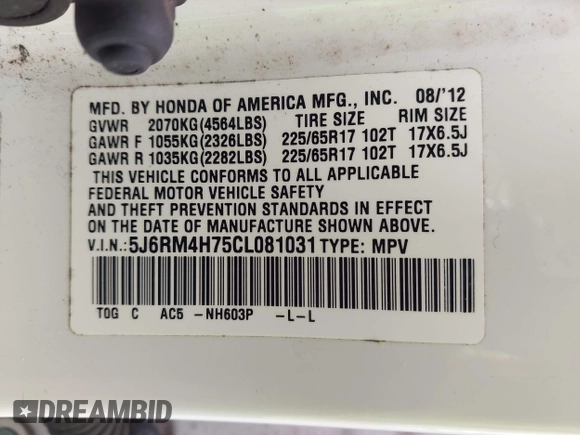 MFD. BY HONDA OF AMERICA MFG., INC. 08/'12
GVWR 2070KG(4564LBS) TIRE SIZE RIM SIZE
GAWR F 1055KG(2326LBS) 225/65R17 102T 17X6.5J
GAWR R 1035KG(2282LBS) 225/65R17 102T 17X6.5J
THIS VEHICLE CONFORMS TO ALL APPLICABLE
FEDERAL MOTOR VEHICLE SAFETY
AND THEFT PREVENTION STANDARDS IN EFFECT
ON THE DATE OF MANUFACTURE SHOWN ABOVE.
V.I.N.:5J6RM4H75CL081031 TYPE: MPV
TOG C AC5 -NH603P -L-L
DREAMBID